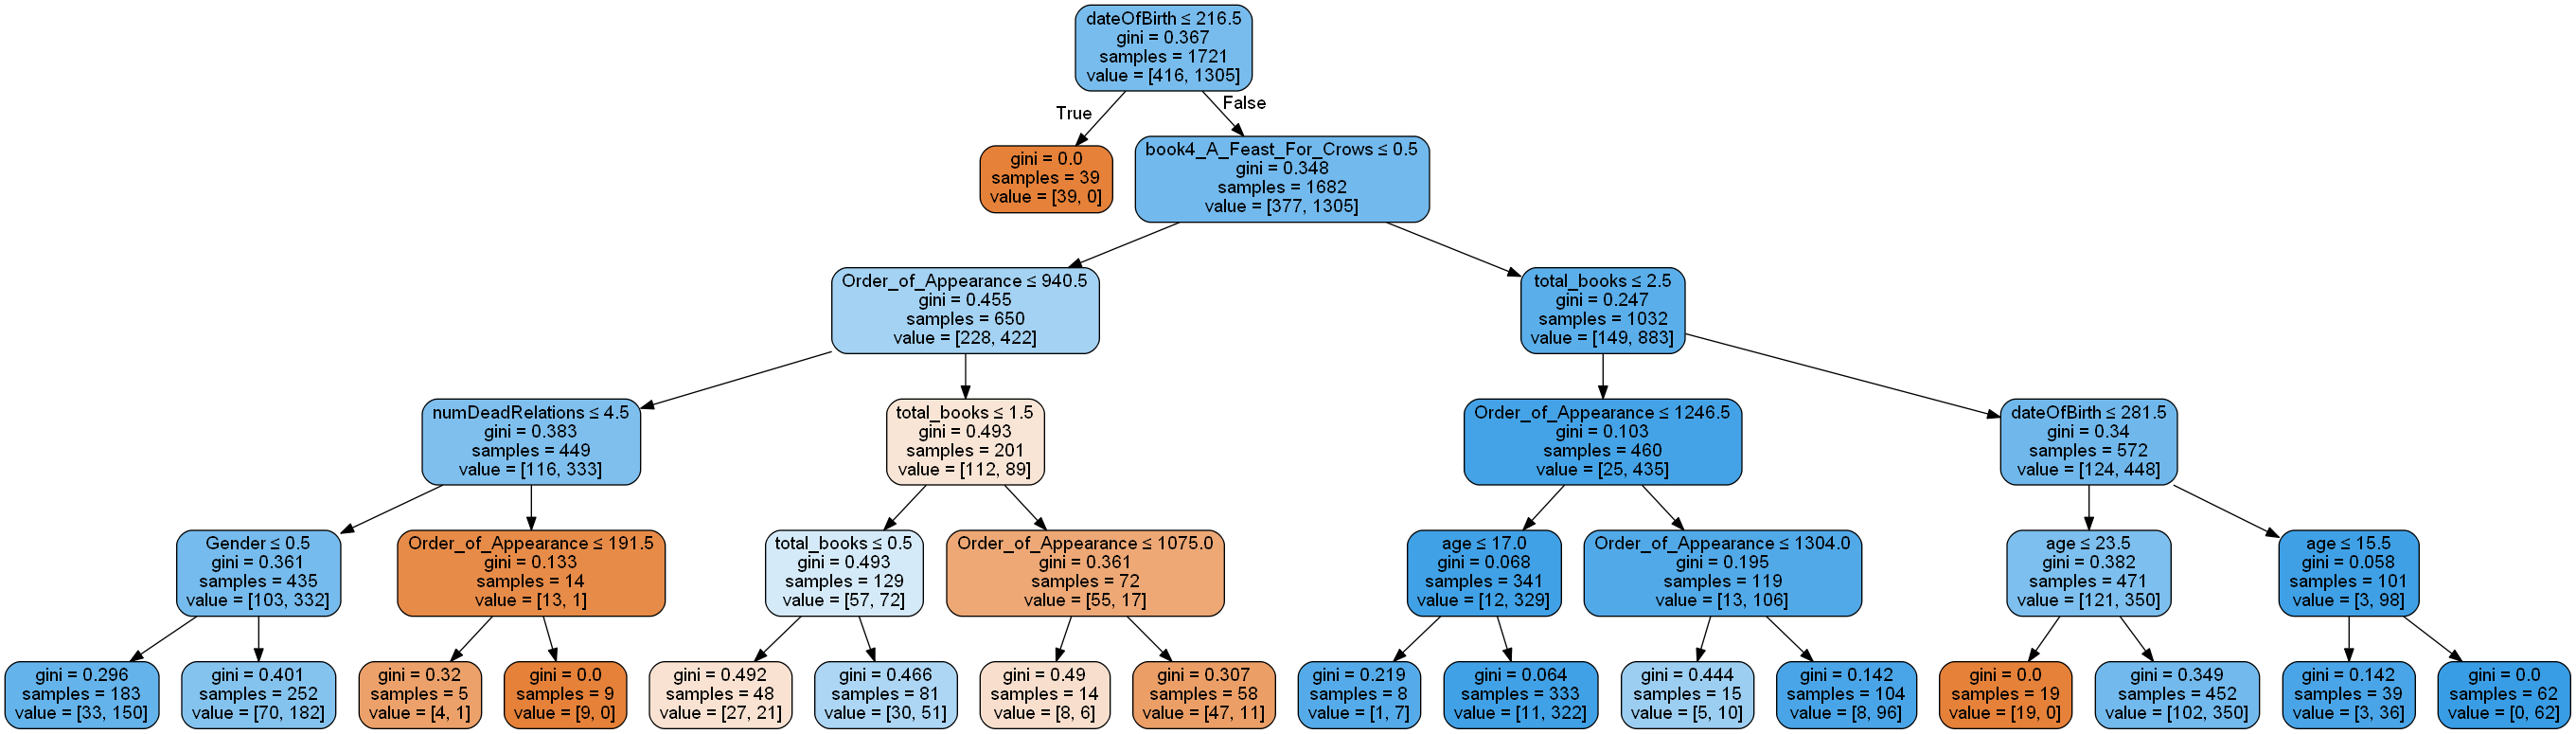 dateOfBirth ≤ 216.5
gini = 0.367
samples = 1721
value = [416, 1305]
True
False
gini = 0.0
samples = 39
value = [39, 0]
book4_A_Feast_For_Crows ≤ 0.5
gini = 0.348
samples = 1682
value = [377, 1305]
Order_of_Appearance ≤ 940.5
gini = 0.455
samples = 650
value = [228, 422]
total_books ≤ 2.5
gini = 0.247
samples = 1032
value = [149, 883]
numDeadRelations ≤ 4.5
gini = 0.383
samples = 449
value = [116, 333]
total_books ≤ 1.5
gini = 0.493
samples = 201
value = [112, 89]
Order_of_Appearance ≤ 1246.5
gini = 0.103
samples = 460
value = [25, 435]
dateOfBirth ≤ 281.5
gini = 0.34
samples = 572
value = [124, 448]
Gender ≤ 0.5
gini = 0.361
samples = 435
value = [103, 332]
Order_of_Appearance ≤ 191.5
gini = 0.133
samples = 14
value = [13, 1]
total_books ≤ 0.5
gini = 0.493
samples = 129
value = [57, 72]
Order_of_Appearance ≤ 1075.0
gini = 0.361
samples = 72
value = [55, 17]
age ≤ 17.0
gini = 0.068
samples = 341
value = [12, 329]
Order_of_Appearance ≤ 1304.0
gini = 0.195
samples = 119
value = [13, 106]
age ≤ 23.5
gini = 0.382
samples = 471
value = [121, 350]
age ≤ 15.5
gini = 0.058
samples = 101
value = [3, 98]
gini = 0.296
samples = 183
value = [33, 150]
gini = 0.401
samples = 252
value = [70, 182]
gini = 0.32
samples = 5
value = [4, 1]
gini = 0.0
samples = 9
value = [9, 0]
gini = 0.492
samples = 48
value = [27, 21]
gini = 0.466
samples = 81
value = [30, 51]
gini = 0.49
samples = 14
value = [8, 6]
gini = 0.307
samples = 58
value = [47, 11]
gini = 0.219
samples = 8
value = [1, 7]
gini = 0.064
samples = 333
value = [11, 322]
gini = 0.444
samples = 15
value = [5, 10]
gini = 0.142
samples = 104
value = [8, 96]
gini = 0.0
samples = 19
value = [19, 0]
gini = 0.349
samples = 452
value = [102, 350]
gini = 0.142
samples = 39
value = [3, 36]
gini = 0.0
samples = 62
value = [0, 62]